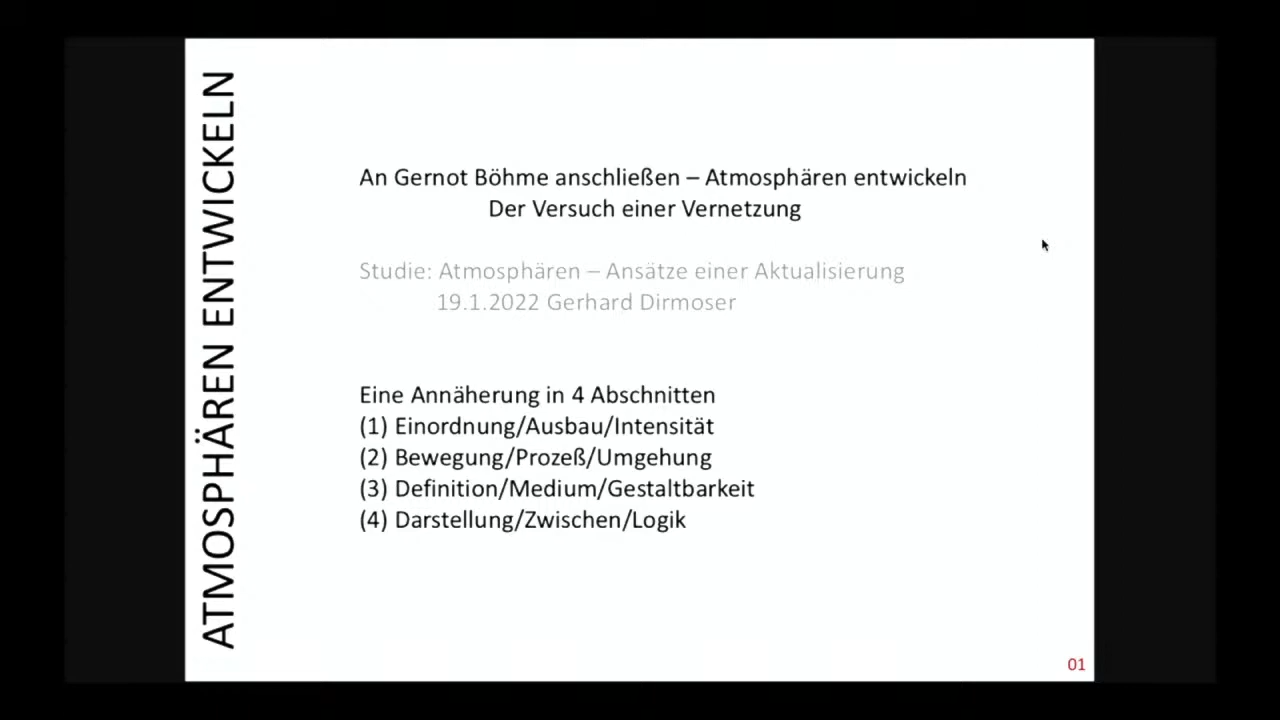 ATMOSPHÄREN ENTWICKELN
An Gernot Böhme anschließen – Atmosphären entwickeln
Der Versuch einer Vernetzung
Studie: Atmosphären – Ansätze einer Aktualisierung
19.1.2022 Gerhard Dirmoser
Eine Annäherung in 4 Abschnitten
(1) Einordnung/Ausbau/Intensität
(2) Bewegung/Prozeß/Umgehung
(3) Definition/Medium/Gestaltbarkeit
(4) Darstellung/Zwischen/Logik
01